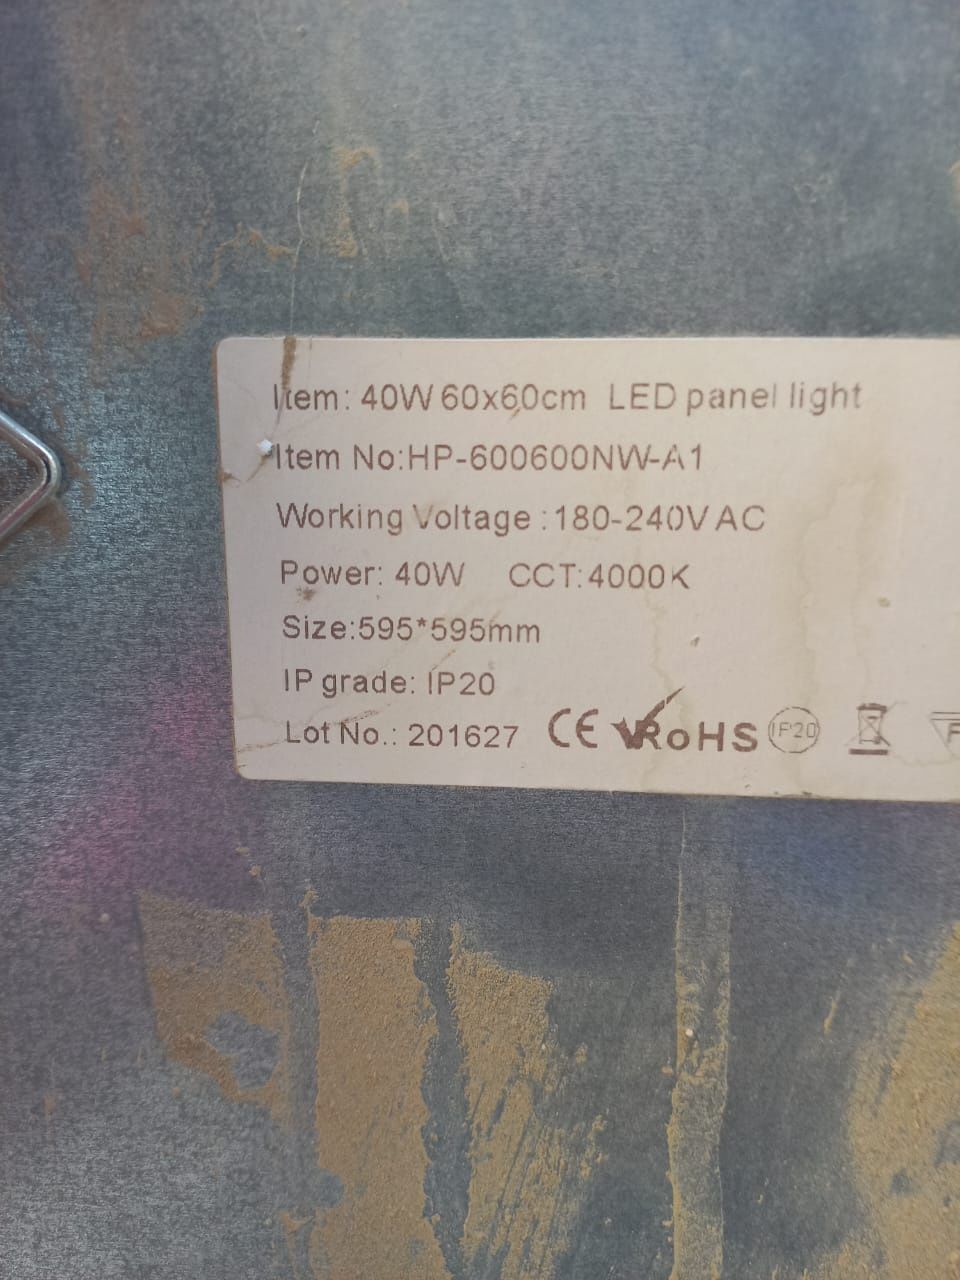 Item: 40W 60x60cm LED panel light
Item No:HP-600600NW-A1
Working Voltage :180-240V AC
Power: 40W CCT:4000K
Size:595*595mm
IP grade: IP20
Lot No.: 201627 CE RoHS IP20 F